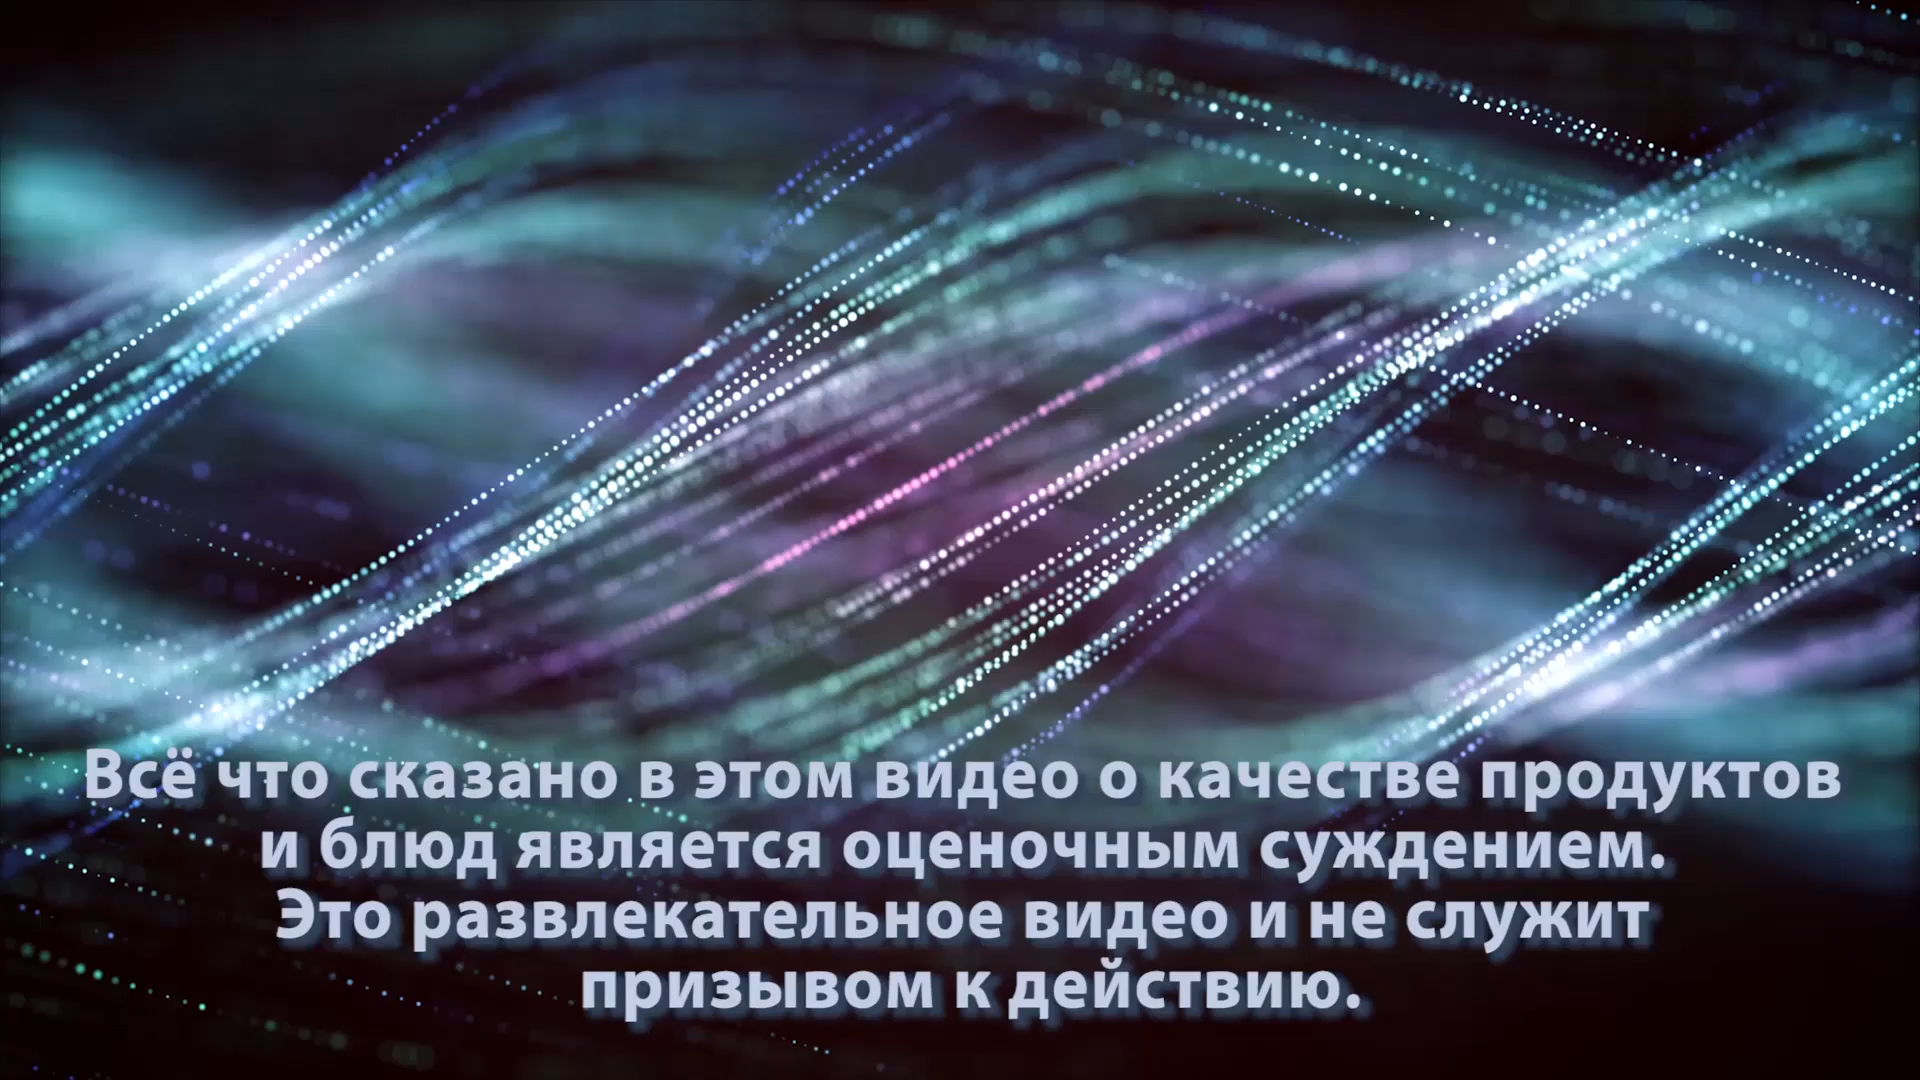 Всё что сказано в этом видео о качестве продуктов
и блюд является оценочным суждением.
Это развлекательное видео и не служит
призывом к действию.